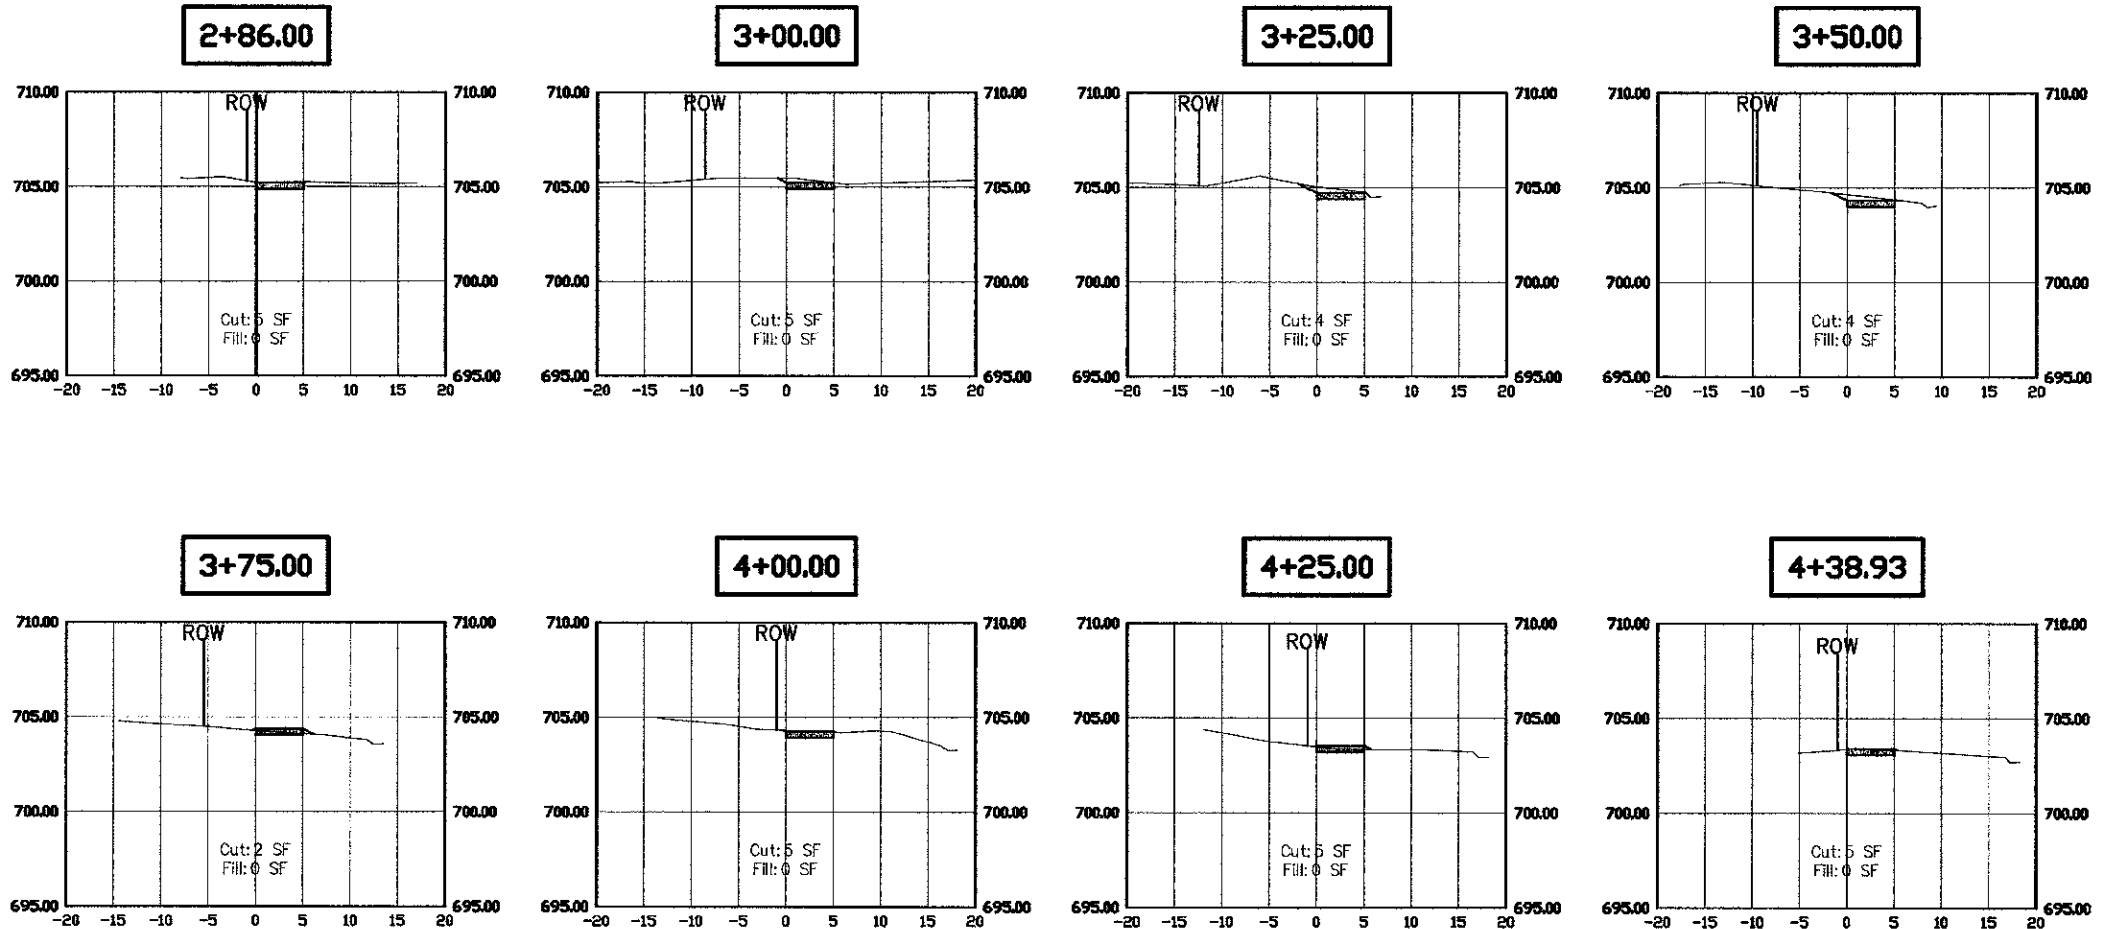 2+86.00
3+00.00
3+25.00
3+50.00
710.00 ROW 710.00
710.00 ROW 710.00
710.00 ROW 710.00
710.00 ROW 710.00
705.00 705.00
705.00 705.00
705.00 705.00
705.00 705.00
700.00 700.00
700.00 700.00
700.00 700.00
700.00 700.00
Cut: 5 SF
Fill: 0 SF
Cut: 5 SF
Fill: 0 SF
Cut: 4 SF
Fill: 0 SF
Cut: 4 SF
Fill: 0 SF
695.00 695.00
695.00 695.00
695.00 695.00
695.00 695.00
-20 -15 -10 -5 0 5 10 15 20
-20 -15 -10 -5 0 5 10 15 20
-20 -15 -10 -5 0 5 10 15 20
-20 -15 -10 -5 0 5 10 15 20
3+75.00
4+00.00
4+25.00
4+38.93
710.00 ROW 710.00
710.00 ROW 710.00
710.00 ROW 710.00
710.00 ROW 710.00
705.00 705.00
705.00 705.00
705.00 705.00
705.00 705.00
700.00 700.00
700.00 700.00
700.00 700.00
700.00 700.00
Cut: 2 SF
Fill: 0 SF
Cut: 5 SF
Fill: 0 SF
Cut: 5 SF
Fill: 0 SF
Cut: 5 SF
Fill: 0 SF
695.00 695.00
695.00 695.00
695.00 695.00
695.00 695.00
-20 -15 -10 -5 0 5 10 15 20
-20 -15 -10 -5 0 5 10 15 20
-20 -15 -10 -5 0 5 10 15 20
-20 -15 -10 -5 0 5 10 15 20